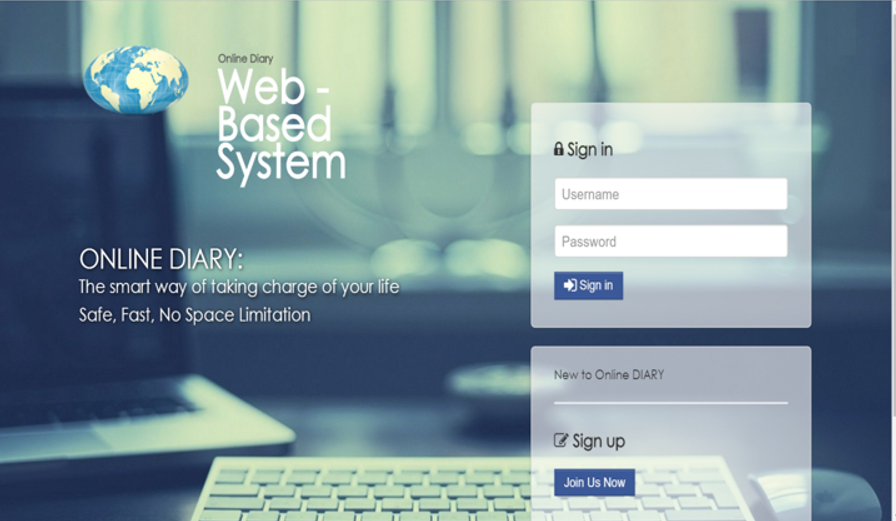 Online Diary
Web -
Based
System
ONLINE DIARY:
The smart way of taking charge of your life
Safe, Fast, No Space Limitation
Sign in
Username
Password
Sign in
New to Online DIARY
Sign up
Join Us Now